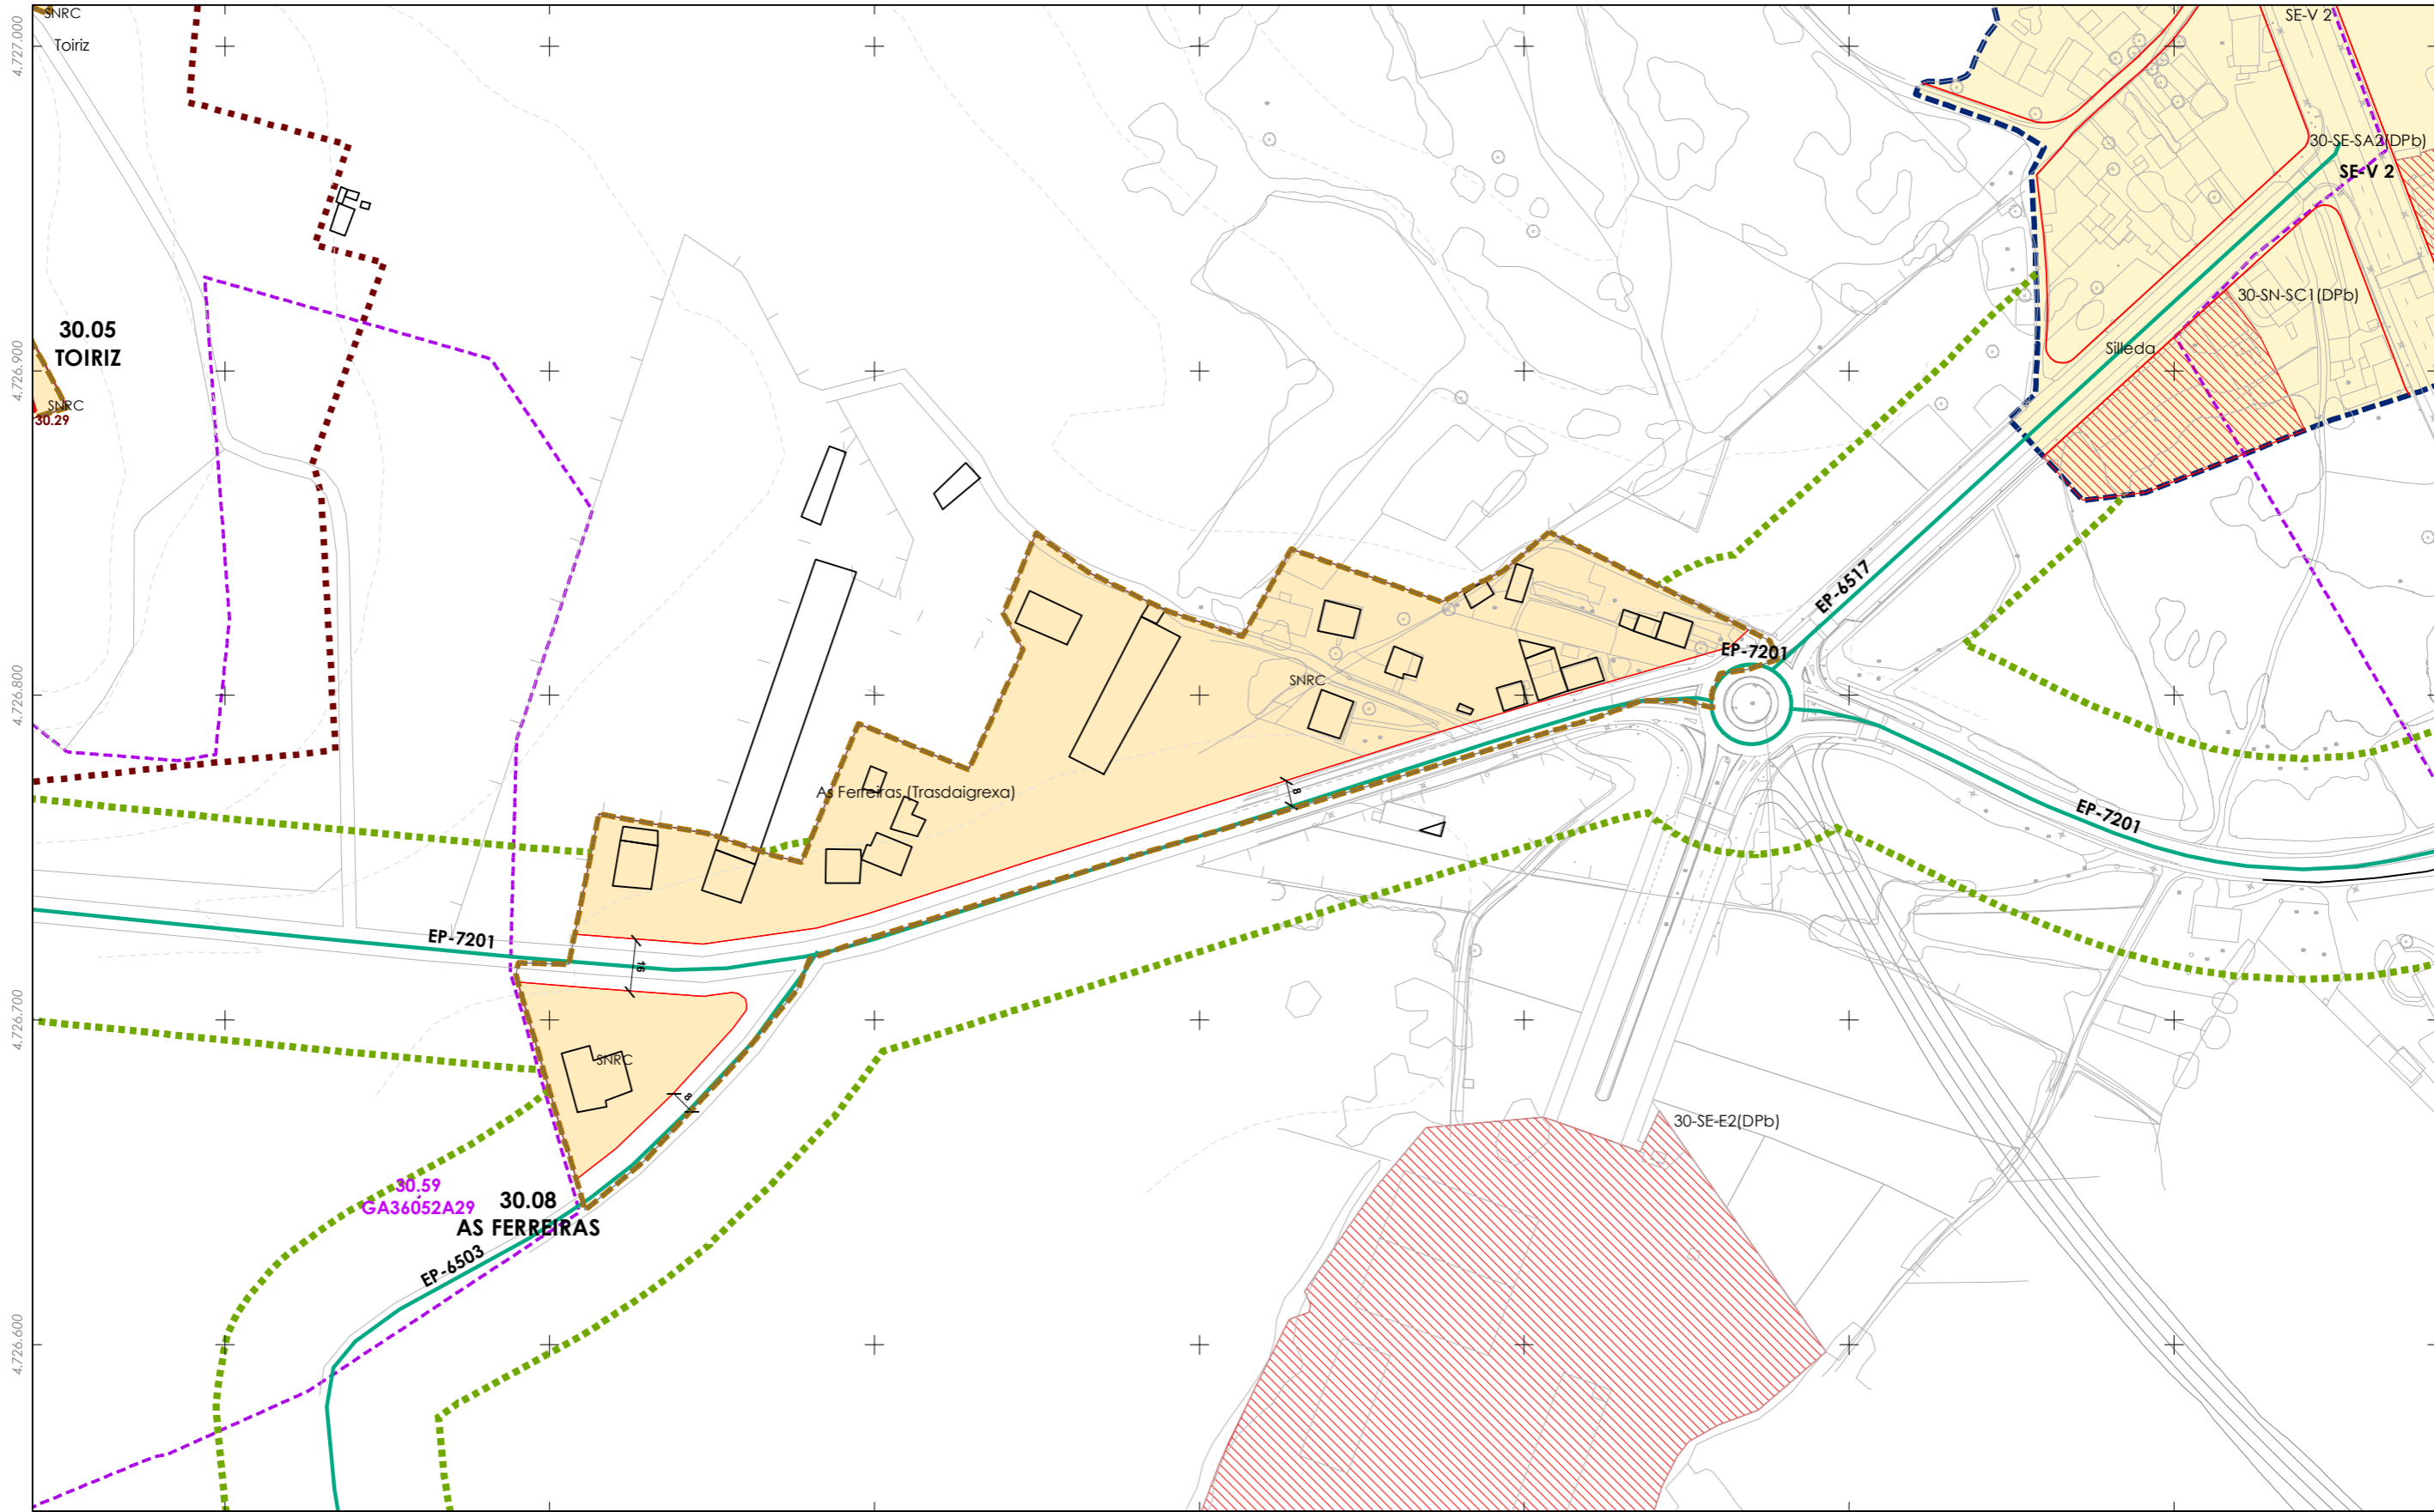 SNRC
SE-V 2
4.727.000
Toiriz
30-SE-SA2(DPb)
SE-V 2
30-SN-SC1(DPb)
30.05
TOIRIZ
Silleda
4.726.900
SNRC
30.29
EP-6517
EP-7201
4.726.800
SNRC
As Ferreiras (Trasdaigrexa)
8
EP-7201
EP-7201
16
4.726.700
SNRC
8
30-SE-E2(DPb)
30.59
GA36052A29
30.08
AS FERREIRAS
EP-6503
4.726.600